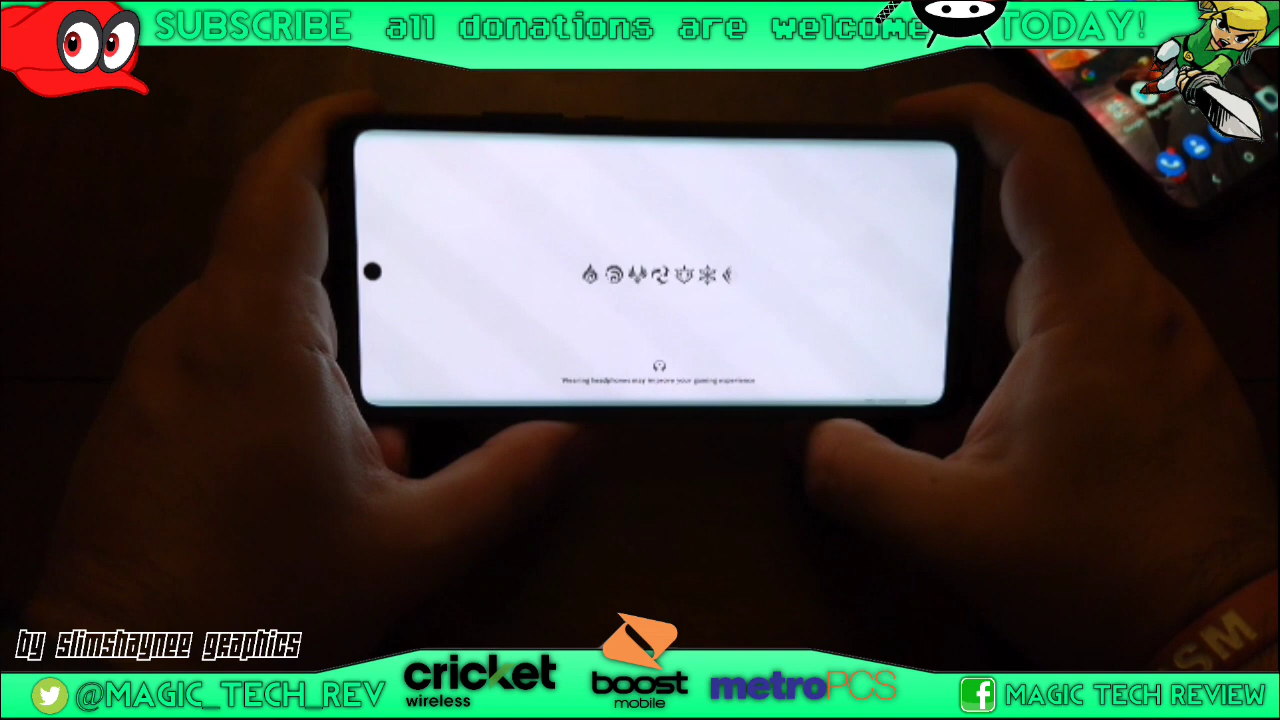 SUBSCRIBE all donations are welcome TODAY!
Wearing headphones may improve your gaming experience
by slimshaynee graphics
SM
@MAGIC_TECH_REV
cricket
wireless
boost
mobile
metroPCS
f MAGIC TECH REVIEW